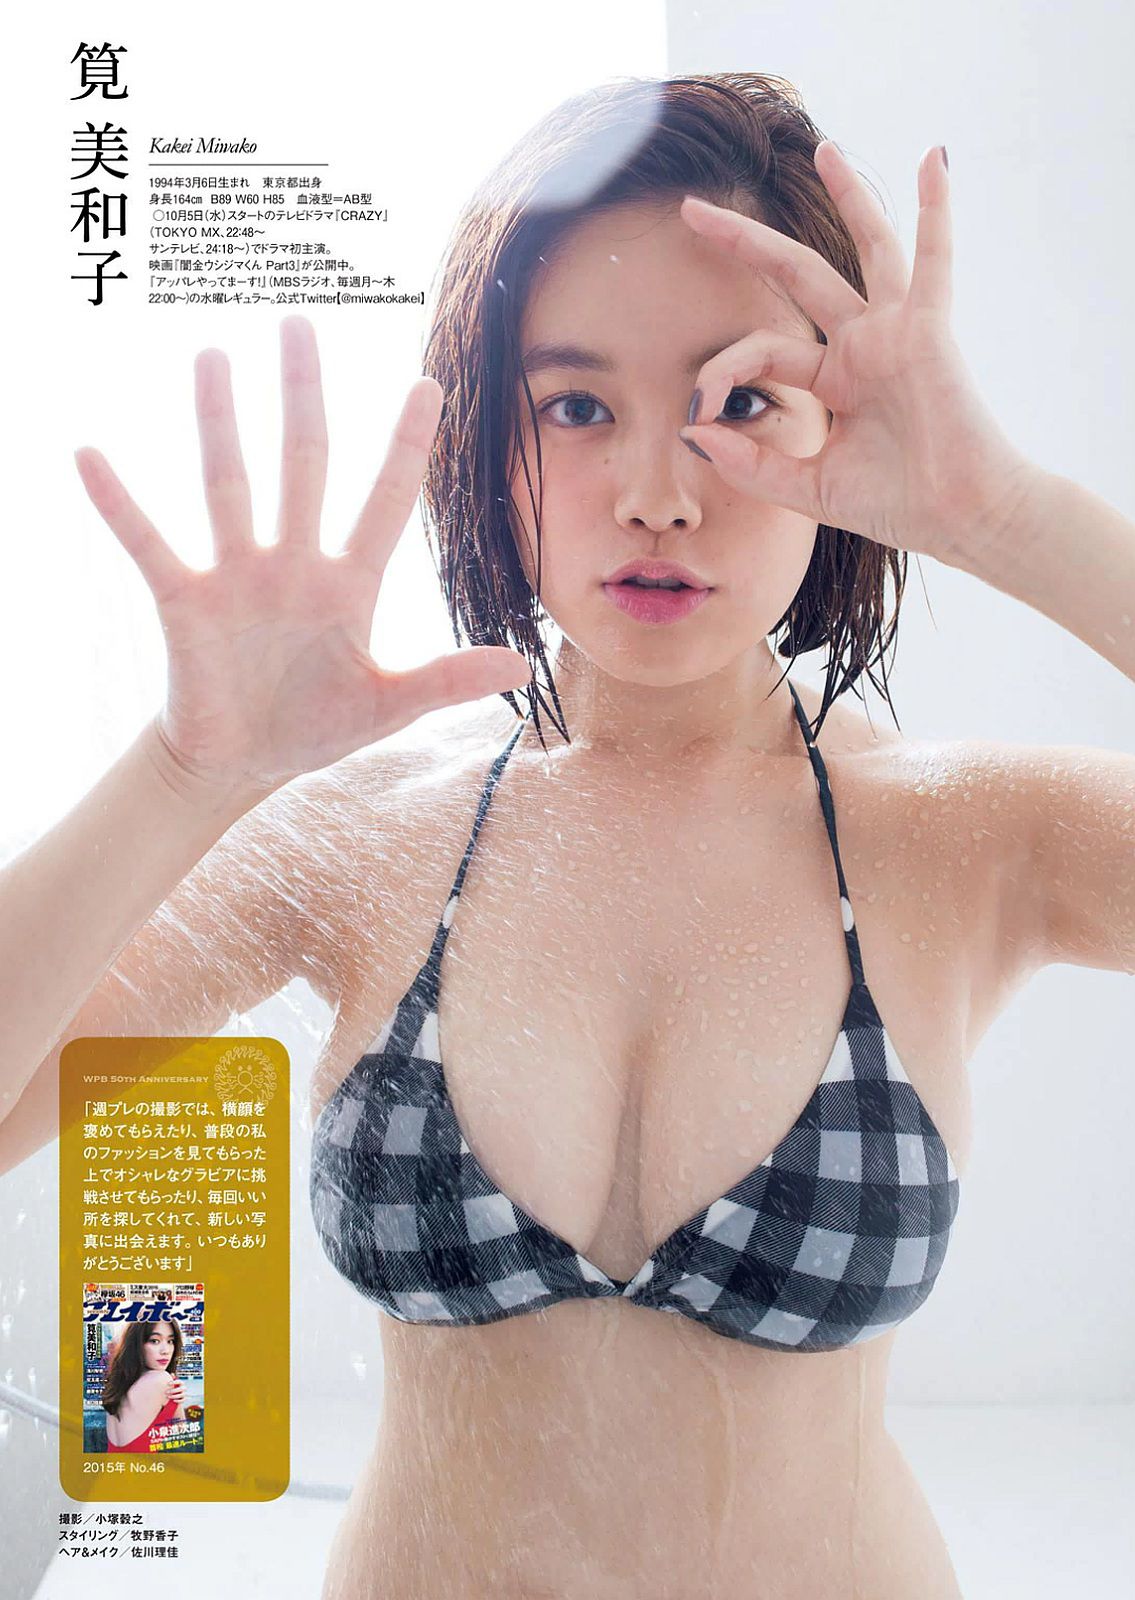 筧 美和子
Kakei Miwako
1994年3月6日生まれ　東京都出身
身長164㎝　B89 W60 H85　血液型＝AB型
○10月5日（水）スタートのテレビドラマ『CRAZY』
（TOKYO MX、22:48〜
サンテレビ、24:18〜）でドラマ初主演。
映画『闇金ウシジマくん Part3』が公開中。
『アッパレやってまーす!』（MBSラジオ、毎週月〜木
22:00〜）の水曜レギュラー。公式Twitter【@miwakokakei】
WPB 50TH ANNIVERSARY
「週プレの撮影では、横顔を
褒めてもらえたり、普段の私
のファッションを見てもらった
上でオシャレなグラビアに挑
戦させてもらったり、毎回いい
所を探してくれて、新しい写
真に出会えます。いつもあり
がとうございます」
欅坂46
プロ野球
プレイボーイ
筧美和子
小泉進次郎
2015年 No.46
撮影／小塚毅之
スタイリング／牧野香子
ヘア&メイク／佐川理佳